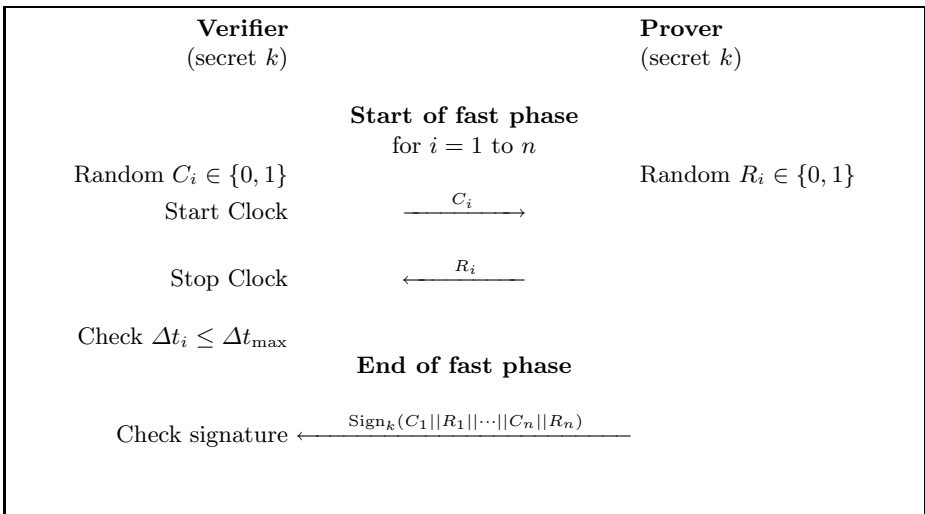 Verifier Prover
(secret k) (secret k)
Start of fast phase
for i = 1 to n
Random C_i ∈ {0, 1} Random R_i ∈ {0, 1}
Start Clock C_i
Stop Clock R_i
Check Δt_i ≤ Δt_max
End of fast phase
Check signature Sign_k(C_1||R_1||···||C_n||R_n)